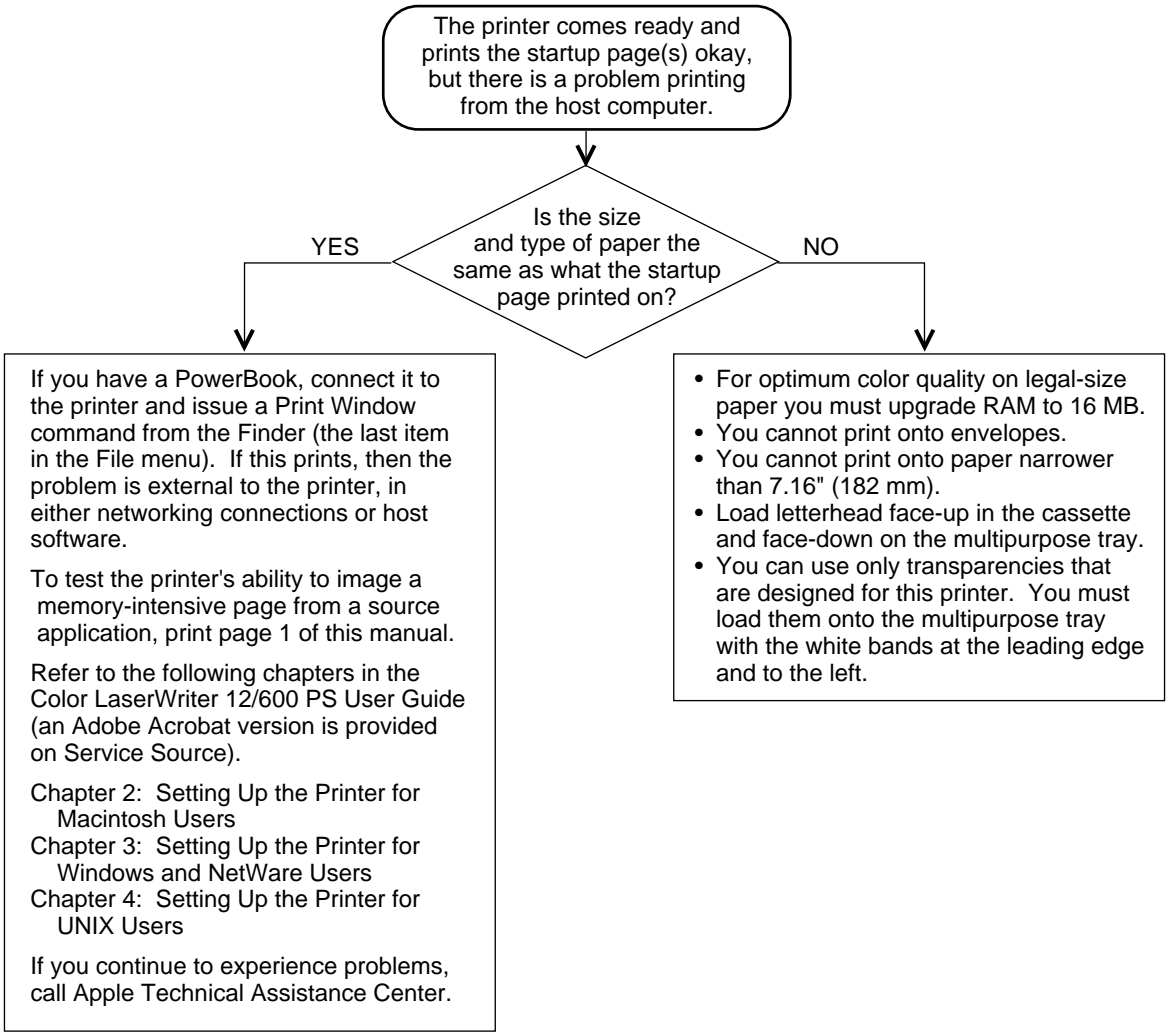 The printer comes ready and
prints the startup page(s) okay,
but there is a problem printing
from the host computer.
Is the size
and type of paper the
same as what the startup
page printed on?
YES
NO
If you have a PowerBook, connect it to
the printer and issue a Print Window
command from the Finder (the last item
in the File menu). If this prints, then the
problem is external to the printer, in
either networking connections or host
software.
To test the printer's ability to image a
memory-intensive page from a source
application, print page 1 of this manual.
Refer to the following chapters in the
Color LaserWriter 12/600 PS User Guide
(an Adobe Acrobat version is provided
on Service Source).
Chapter 2: Setting Up the Printer for
Macintosh Users
Chapter 3: Setting Up the Printer for
Windows and NetWare Users
Chapter 4: Setting Up the Printer for
UNIX Users
If you continue to experience problems,
call Apple Technical Assistance Center.
• For optimum color quality on legal-size
paper you must upgrade RAM to 16 MB.
• You cannot print onto envelopes.
• You cannot print onto paper narrower
than 7.16" (182 mm).
• Load letterhead face-up in the cassette
and face-down on the multipurpose tray.
• You can use only transparencies that
are designed for this printer. You must
load them onto the multipurpose tray
with the white bands at the leading edge
and to the left.